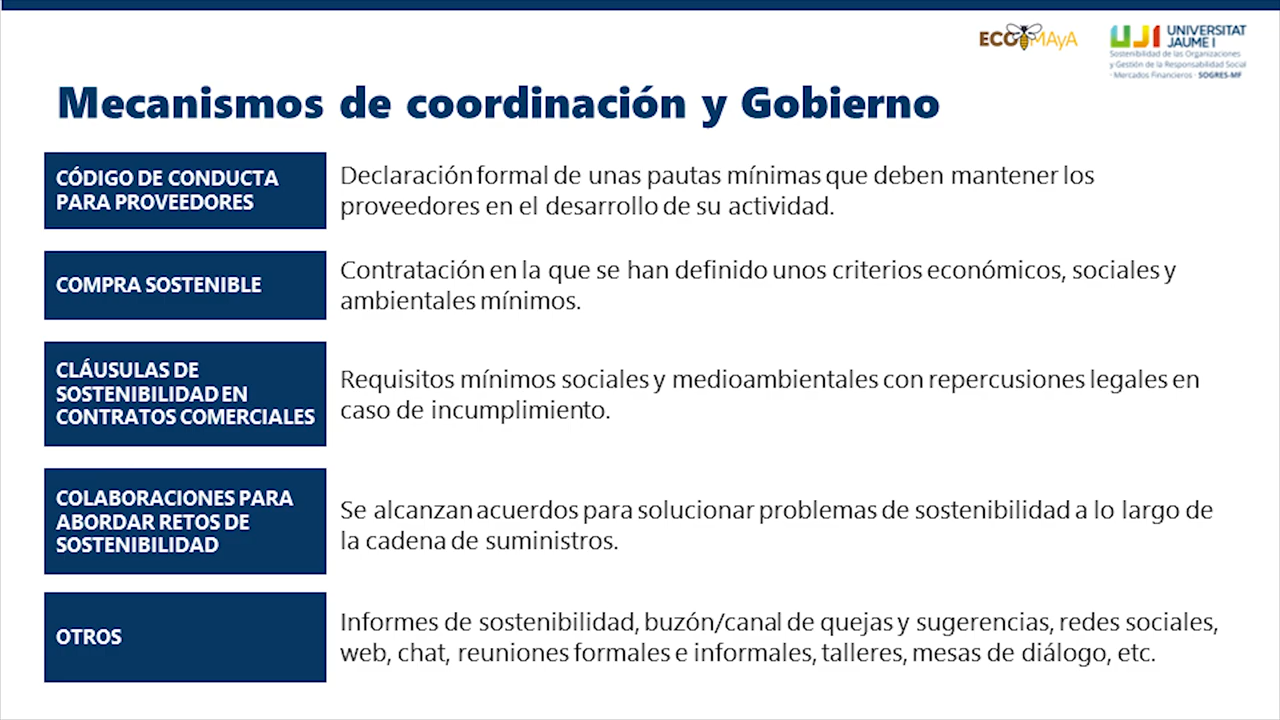 ECOMAyA
UNIVERSITAT
JAUME I
Sostenibilidad de las Organizaciones
y Gestión de la Responsabilidad Social
· Mercados Financieros · SOGRES-MF
Mecanismos de coordinación y Gobierno
CÓDIGO DE CONDUCTA
PARA PROVEEDORES
Declaración formal de unas pautas mínimas que deben mantener los
proveedores en el desarrollo de su actividad.
COMPRA SOSTENIBLE
Contratación en la que se han definido unos criterios económicos, sociales y
ambientales mínimos.
CLÁUSULAS DE
SOSTENIBILIDAD EN
CONTRATOS COMERCIALES
Requisitos mínimos sociales y medioambientales con repercusiones legales en
caso de incumplimiento.
COLABORACIONES PARA
ABORDAR RETOS DE
SOSTENIBILIDAD
Se alcanzan acuerdos para solucionar problemas de sostenibilidad a lo largo de
la cadena de suministros.
OTROS
Informes de sostenibilidad, buzón/canal de quejas y sugerencias, redes sociales,
web, chat, reuniones formales e informales, talleres, mesas de diálogo, etc.